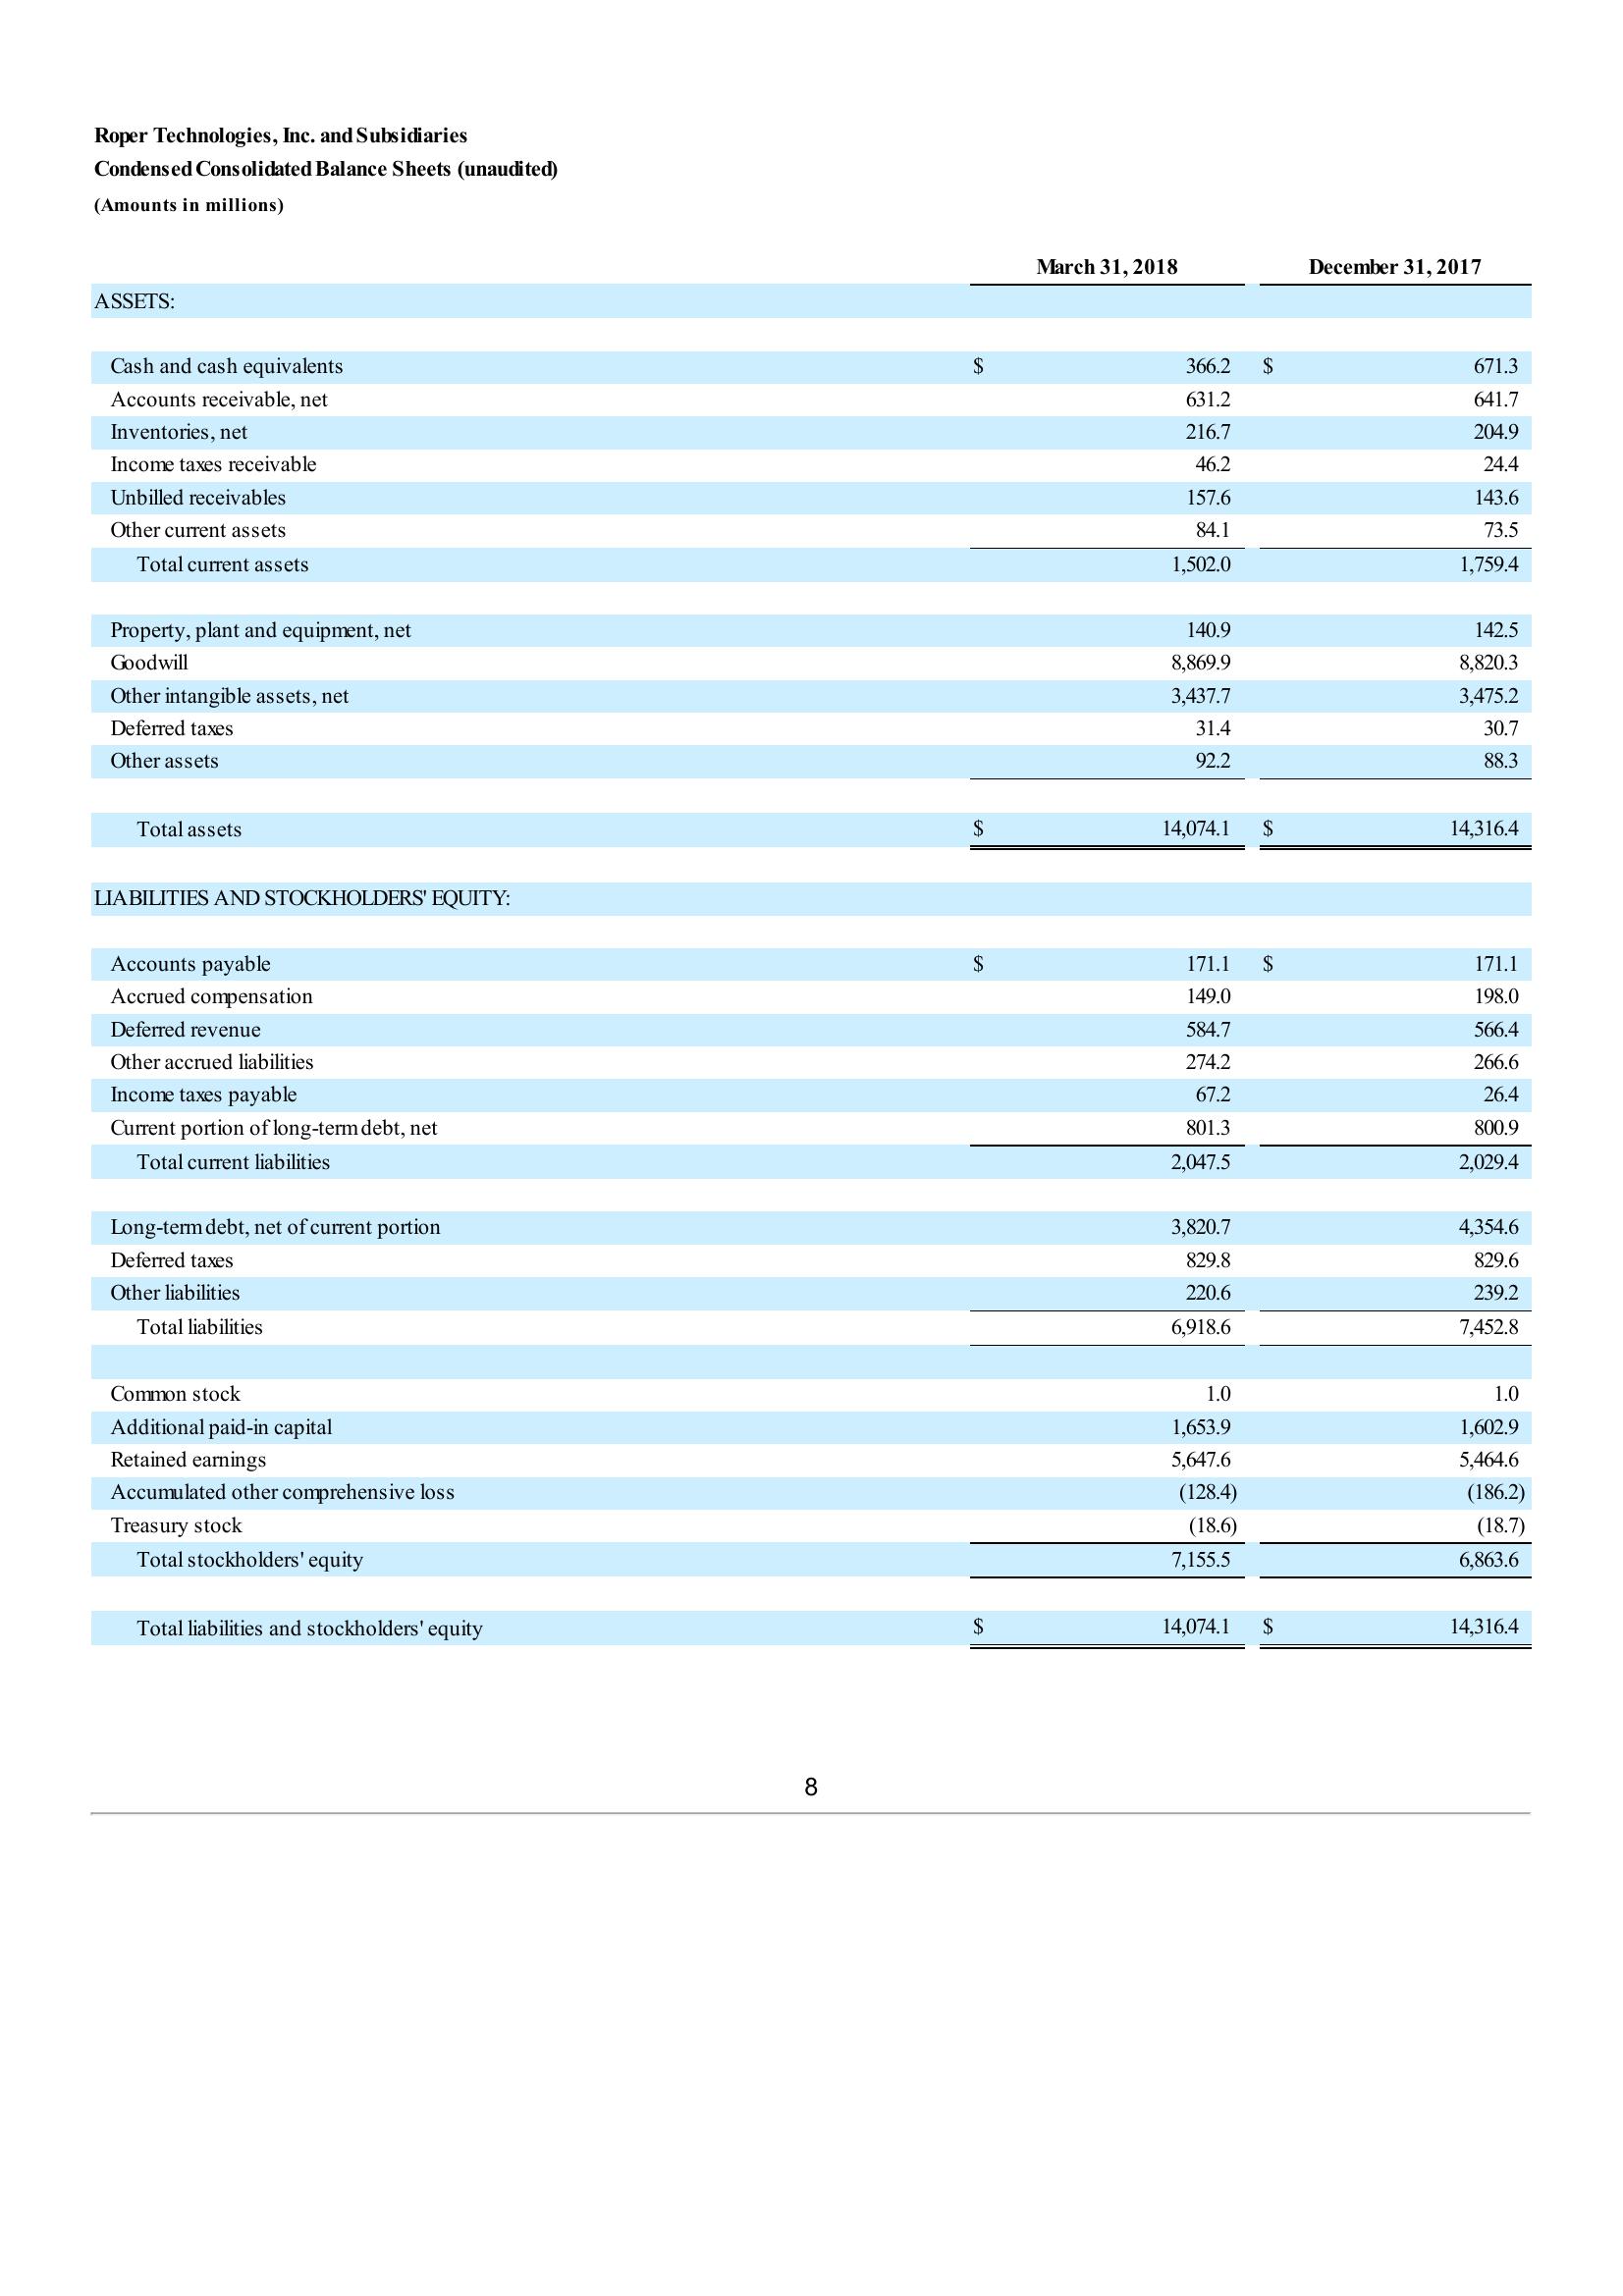 Roper Technologies, Inc. and Subsidiaries
Condensed Consolidated Balance Sheets (unaudited)
(Amounts in millions)
March 31, 2018 December 31, 2017
ASSETS:
Cash and cash equivalents $ 366.2 $ 671.3
Accounts receivable, net 631.2 641.7
Inventories, net 216.7 204.9
Income taxes receivable 46.2 24.4
Unbilled receivables 157.6 143.6
Other current assets 84.1 73.5
Total current assets 1,502.0 1,759.4
Property, plant and equipment, net 140.9 142.5
Goodwill 8,869.9 8,820.3
Other intangible assets, net 3,437.7 3,475.2
Deferred taxes 31.4 30.7
Other assets 92.2 88.3
Total assets $ 14,074.1 $ 14,316.4
LIABILITIES AND STOCKHOLDERS' EQUITY:
Accounts payable $ 171.1 $ 171.1
Accrued compensation 149.0 198.0
Deferred revenue 584.7 566.4
Other accrued liabilities 274.2 266.6
Income taxes payable 67.2 26.4
Current portion of long-term debt, net 801.3 800.9
Total current liabilities 2,047.5 2,029.4
Long-term debt, net of current portion 3,820.7 4,354.6
Deferred taxes 829.8 829.6
Other liabilities 220.6 239.2
Total liabilities 6,918.6 7,452.8
Common stock 1.0 1.0
Additional paid-in capital 1,653.9 1,602.9
Retained earnings 5,647.6 5,464.6
Accumulated other comprehensive loss (128.4) (186.2)
Treasury stock (18.6) (18.7)
Total stockholders' equity 7,155.5 6,863.6
Total liabilities and stockholders' equity $ 14,074.1 $ 14,316.4
8